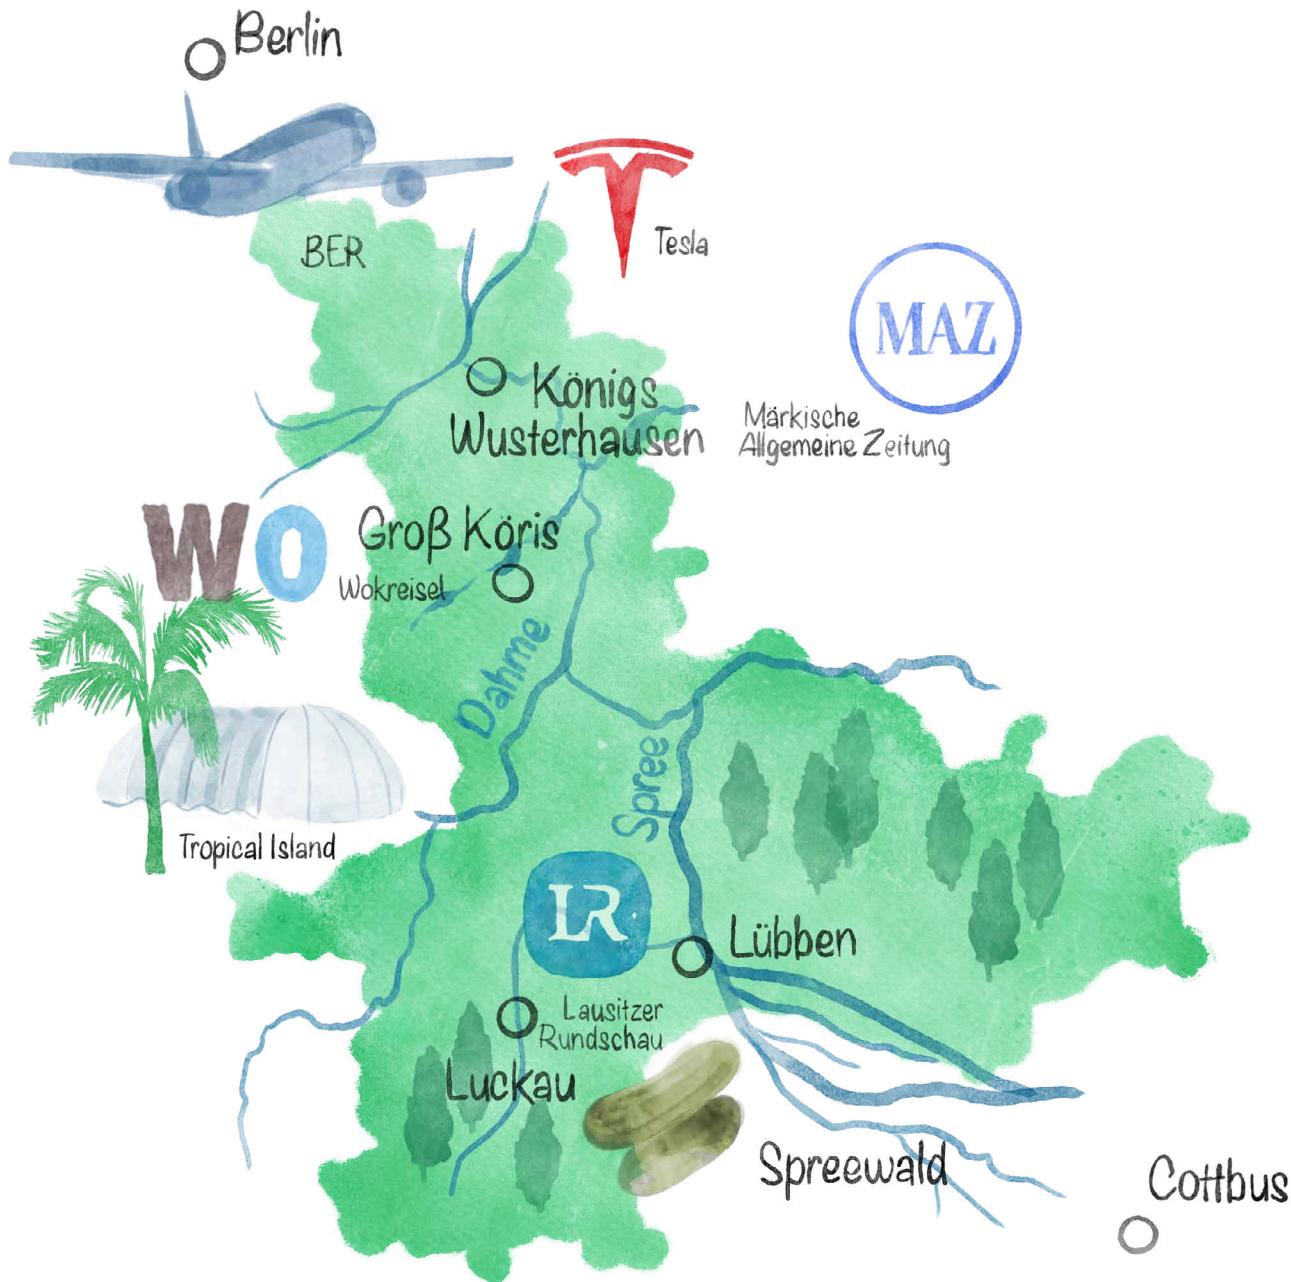 Berlin
BER
Tesla
MAZ
Märkische
Allgemeine Zeitung
Königs
Wusterhausen
WO
Groß Köris
Wokreisel
Dahme
Spree
Tropical Island
LR
Lübben
Lausitzer
Rundschau
Luckau
Spreewald
Cottbus